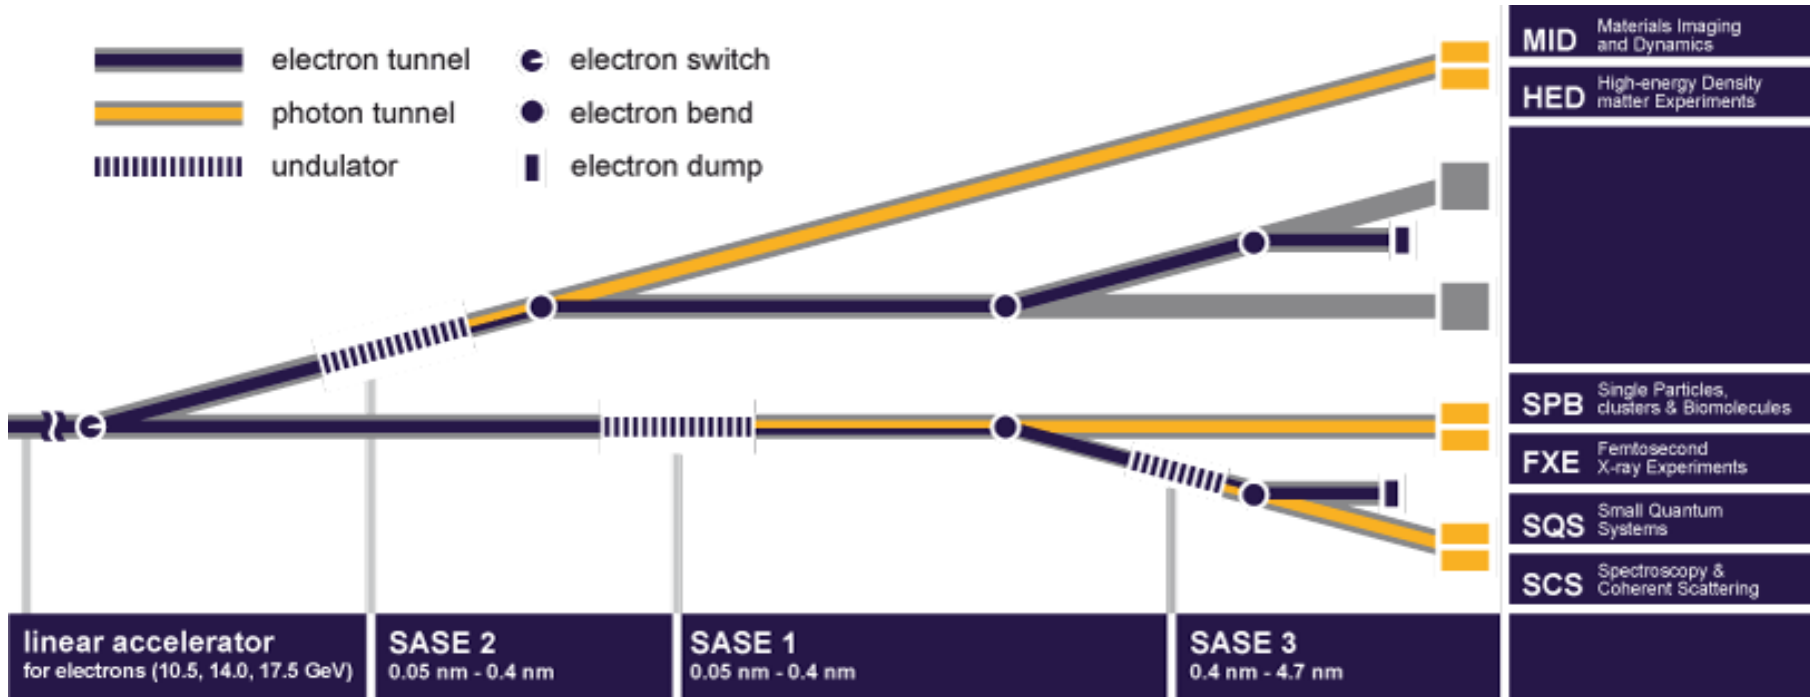 electron tunnel
photon tunnel
undulator
electron switch
electron bend
electron dump
MID
Materials Imaging
and Dynamics
HED
High-energy Density
matter Experiments
SPB
Single Particles,
clusters & Biomolecules
FXE
Femtosecond
X-ray Experiments
SQS
Small Quantum
Systems
SCS
Spectroscopy &
Coherent Scattering
linear accelerator
for electrons (10.5, 14.0, 17.5 GeV)
SASE 2
0.05 nm - 0.4 nm
SASE 1
0.05 nm - 0.4 nm
SASE 3
0.4 nm - 4.7 nm